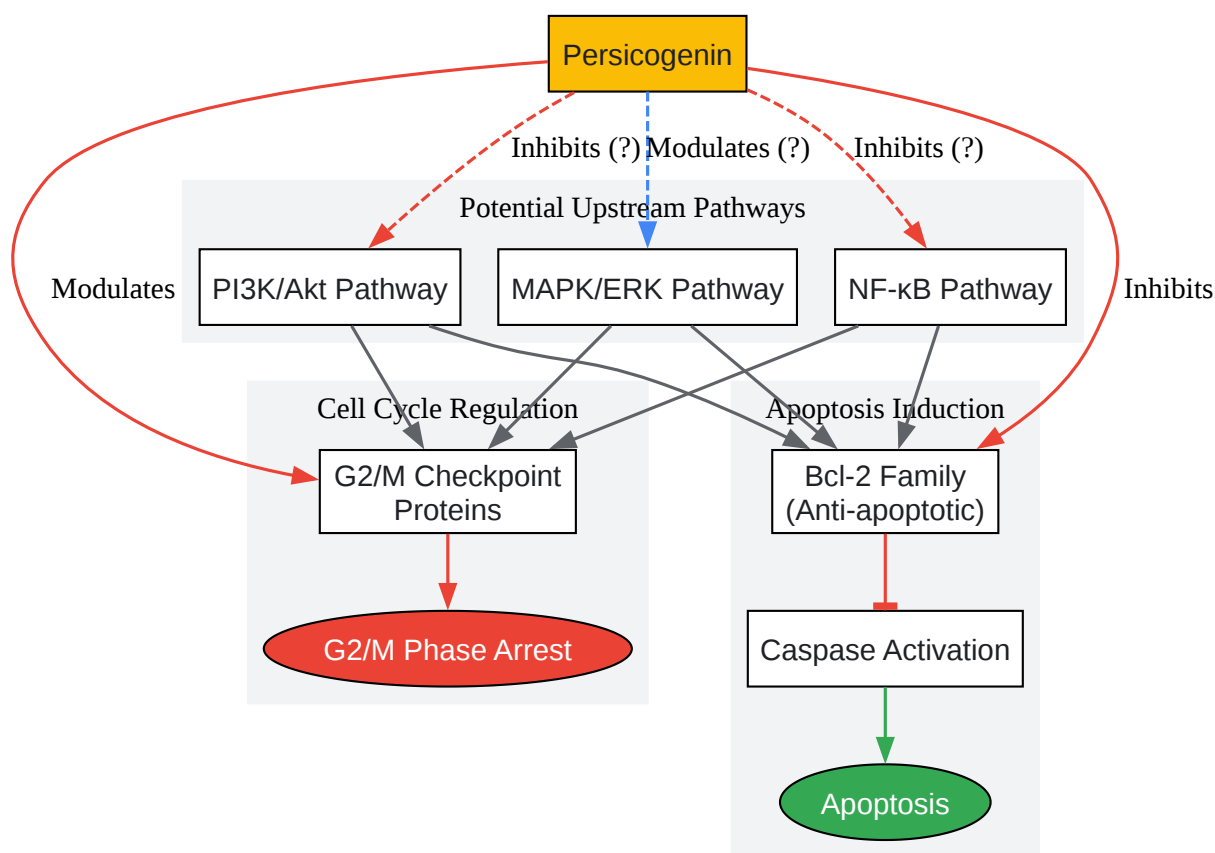 Persicogenin
Inhibits (?)
Modulates (?)
Inhibits (?)
Potential Upstream Pathways
PI3K/Akt Pathway
MAPK/ERK Pathway
NF-κB Pathway
Modulates
Inhibits
Cell Cycle Regulation
Apoptosis Induction
G2/M Checkpoint
Proteins
Bcl-2 Family
(Anti-apoptotic)
G2/M Phase Arrest
Caspase Activation
Apoptosis